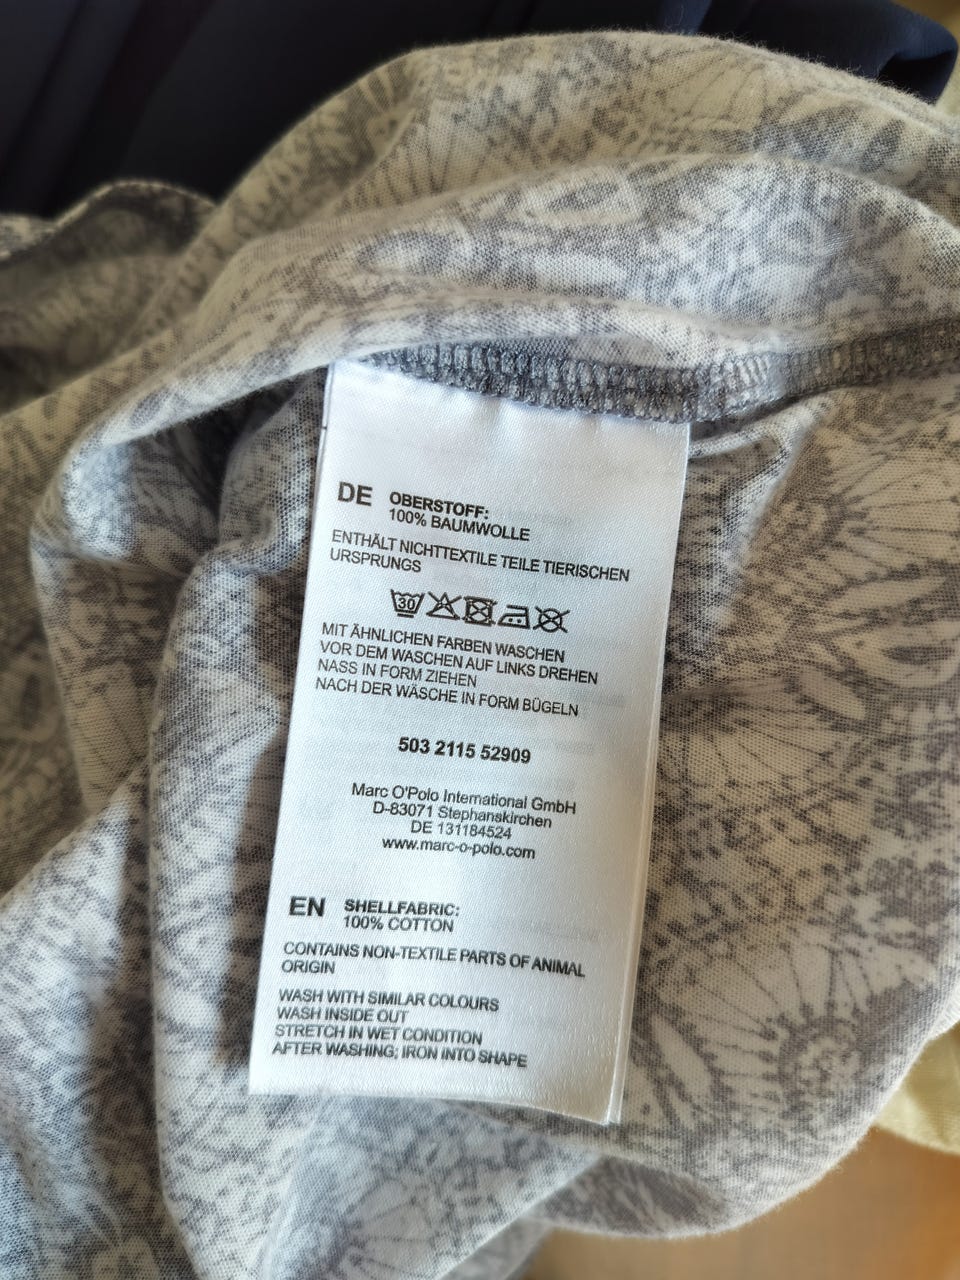 DE OBERSTOFF:
100% BAUMWOLLE
ENTHÄLT NICHTTEXTILE TEILE TIERISCHEN
URSPRUNGS
30
MIT ÄHNLICHEN FARBEN WASCHEN
VOR DEM WASCHEN AUF LINKS DREHEN
NASS IN FORM ZIEHEN
NACH DER WÄSCHE IN FORM BÜGELN
503 2115 52909
Marc O'Polo International GmbH
D-83071 Stephanskirchen
DE 131184524
www.marc-o-polo.com
EN SHELLFABRIC:
100% COTTON
CONTAINS NON-TEXTILE PARTS OF ANIMAL
ORIGIN
WASH WITH SIMILAR COLOURS
WASH INSIDE OUT
STRETCH IN WET CONDITION
AFTER WASHING; IRON INTO SHAPE